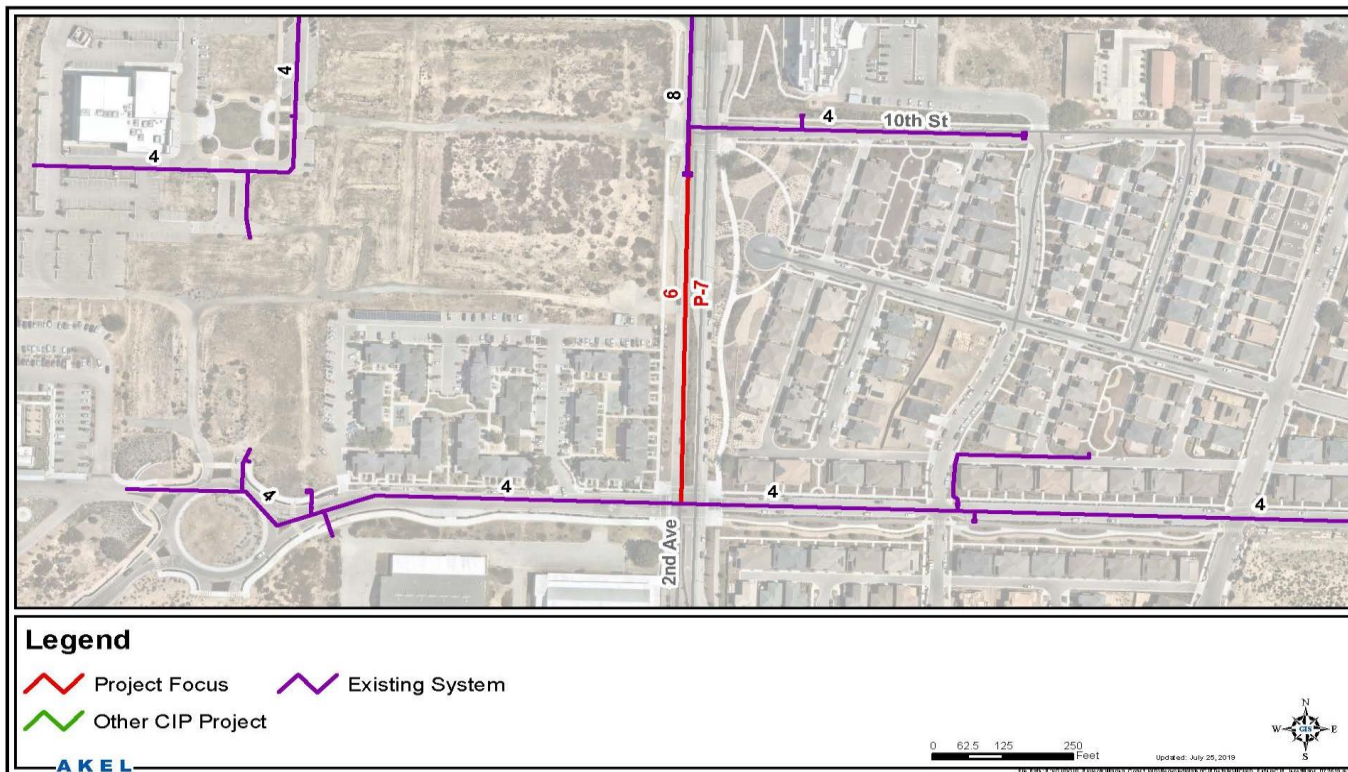 4
8
4
10th St
4
6
P-7
4
4
4
4
2nd Ave
Legend
Project Focus
Existing System
Other CIP Project
AKEL
0 62.5 125 250
Feet
Updated: July 25, 2019
N
W
GIS
E
S